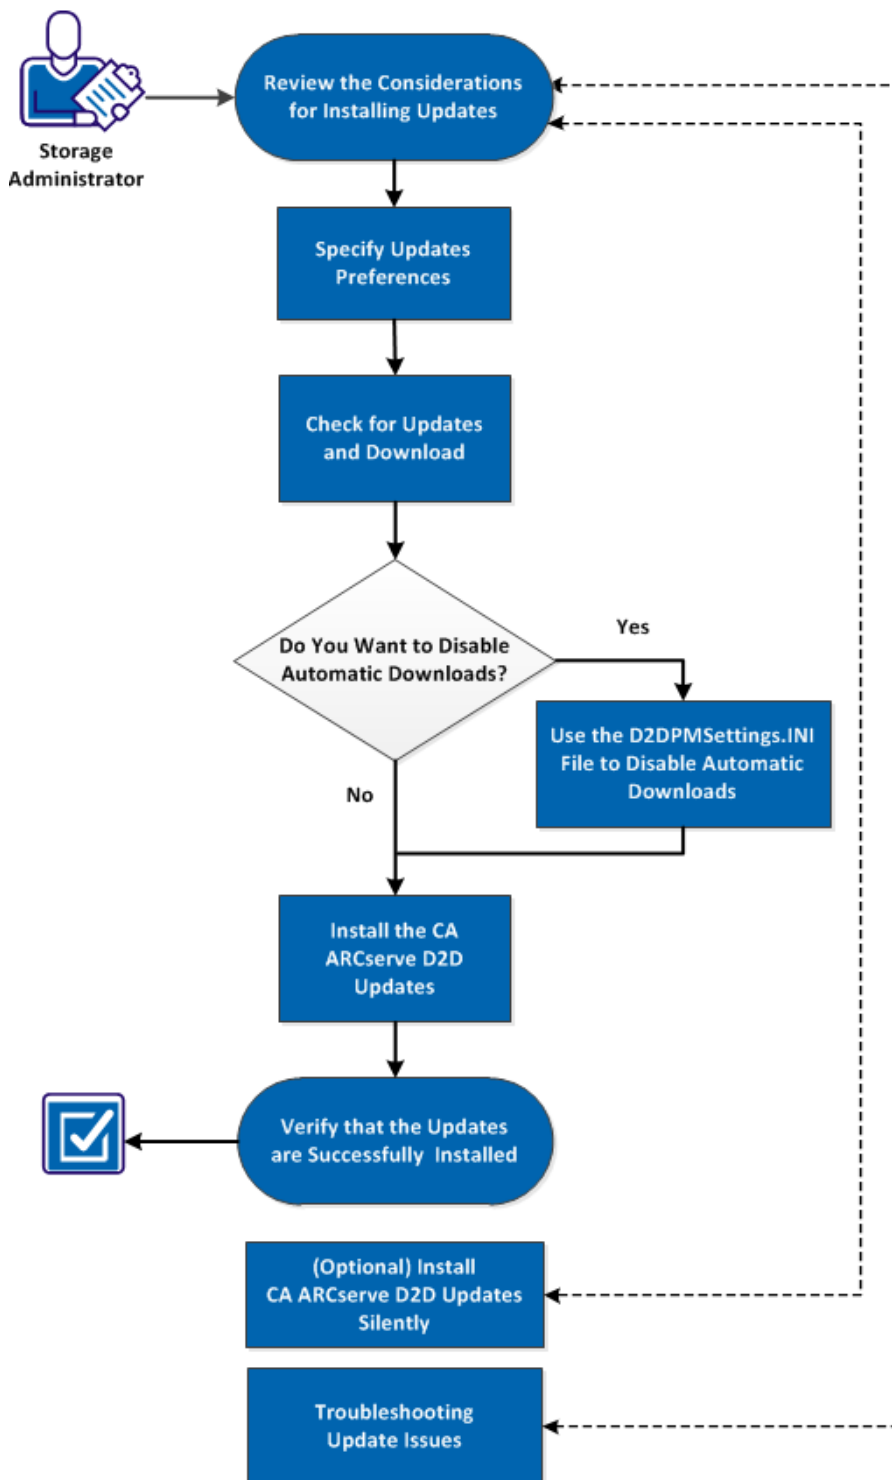 Review the Considerations
for Installing Updates
Storage
Administrator
Specify Updates
Preferences
Check for Updates
and Download
Do You Want to Disable
Automatic Downloads?
Yes
Use the D2DPMSettings.INI
File to Disable Automatic
Downloads
No
Install the CA
ARCserve D2D
Updates
Verify that the Updates
are Successfully Installed
(Optional) Install
CA ARCserve D2D Updates
Silently
Troubleshooting
Update Issues